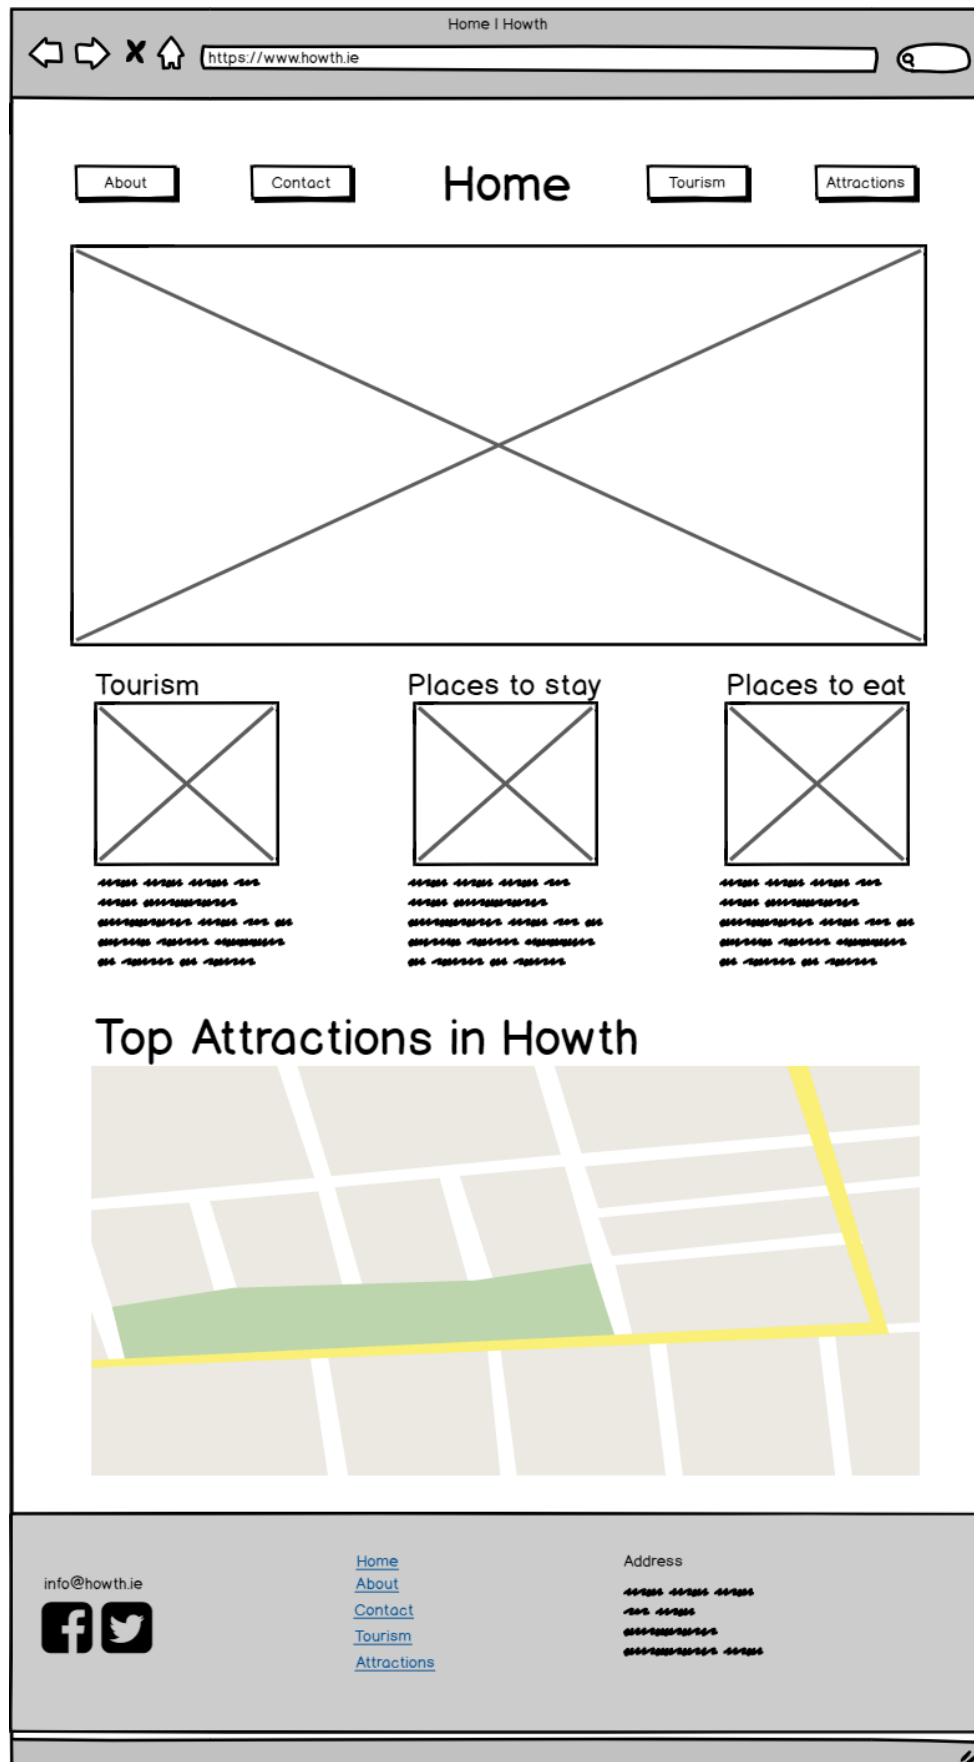 Home | Howth
https://www.howth.ie
About Contact Home Tourism Attractions
Tourism Places to stay Places to eat
Top Attractions in Howth
info@howth.ie
Home
About
Contact
Tourism
Attractions
Address